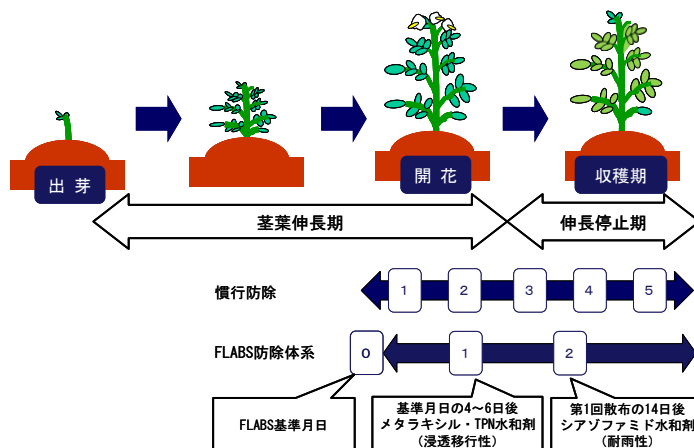 出 芽
開 花
収穫期
茎葉伸長期
伸長停止期
慣行防除
1 2 3 4 5
FLABS防除体系
0 1 2
FLABS基準月日
基準月日の4～6日後
メタラキシル・TPN水和剤
(浸透移行性)
第1回散布の14日後
シアゾファミド水和剤
(耐雨性)